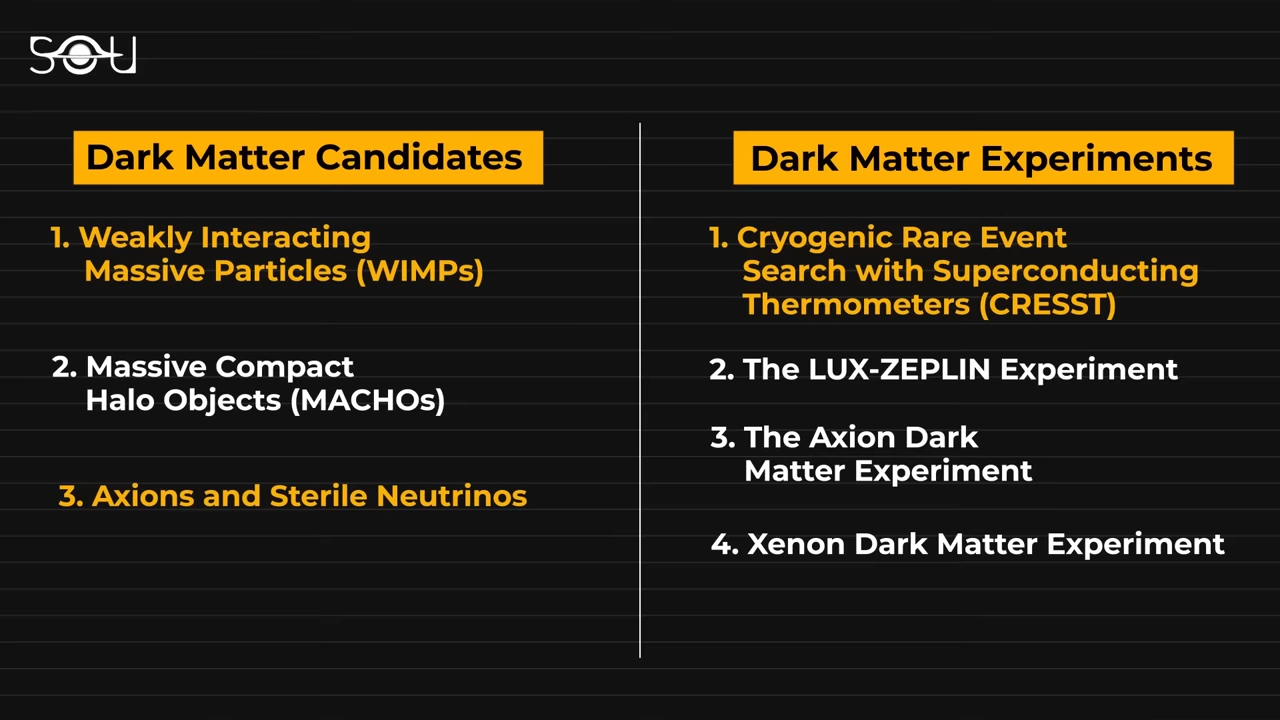 SOU
Dark Matter Candidates
1. Weakly Interacting
Massive Particles (WIMPs)
2. Massive Compact
Halo Objects (MACHOs)
3. Axions and Sterile Neutrinos
Dark Matter Experiments
1. Cryogenic Rare Event
Search with Superconducting
Thermometers (CRESST)
2. The LUX-ZEPLIN Experiment
3. The Axion Dark
Matter Experiment
4. Xenon Dark Matter Experiment